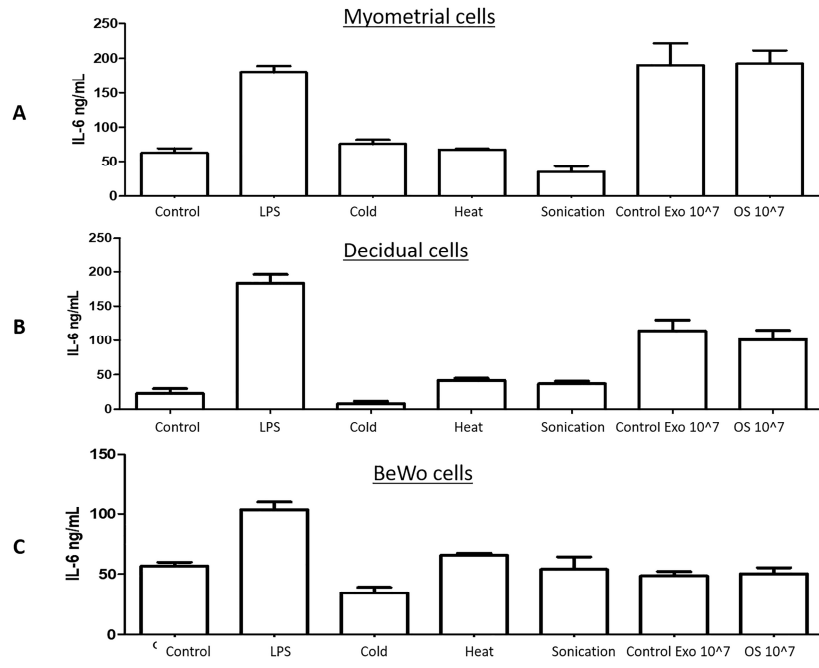 Myometrial cells
A
IL-6 ng/mL
250
200
150
100
50
0
Control LPS Cold Heat Sonication Control Exo 10^7 OS 10^7
Decidual cells
B
IL-6 ng/mL
250
200
150
100
50
0
Control LPS Cold Heat Sonication Control Exo 10^7 OS 10^7
BeWo cells
C
IL-6 ng/mL
150
100
50
0
Control LPS Cold Heat Sonication Control Exo 10^7 OS 10^7